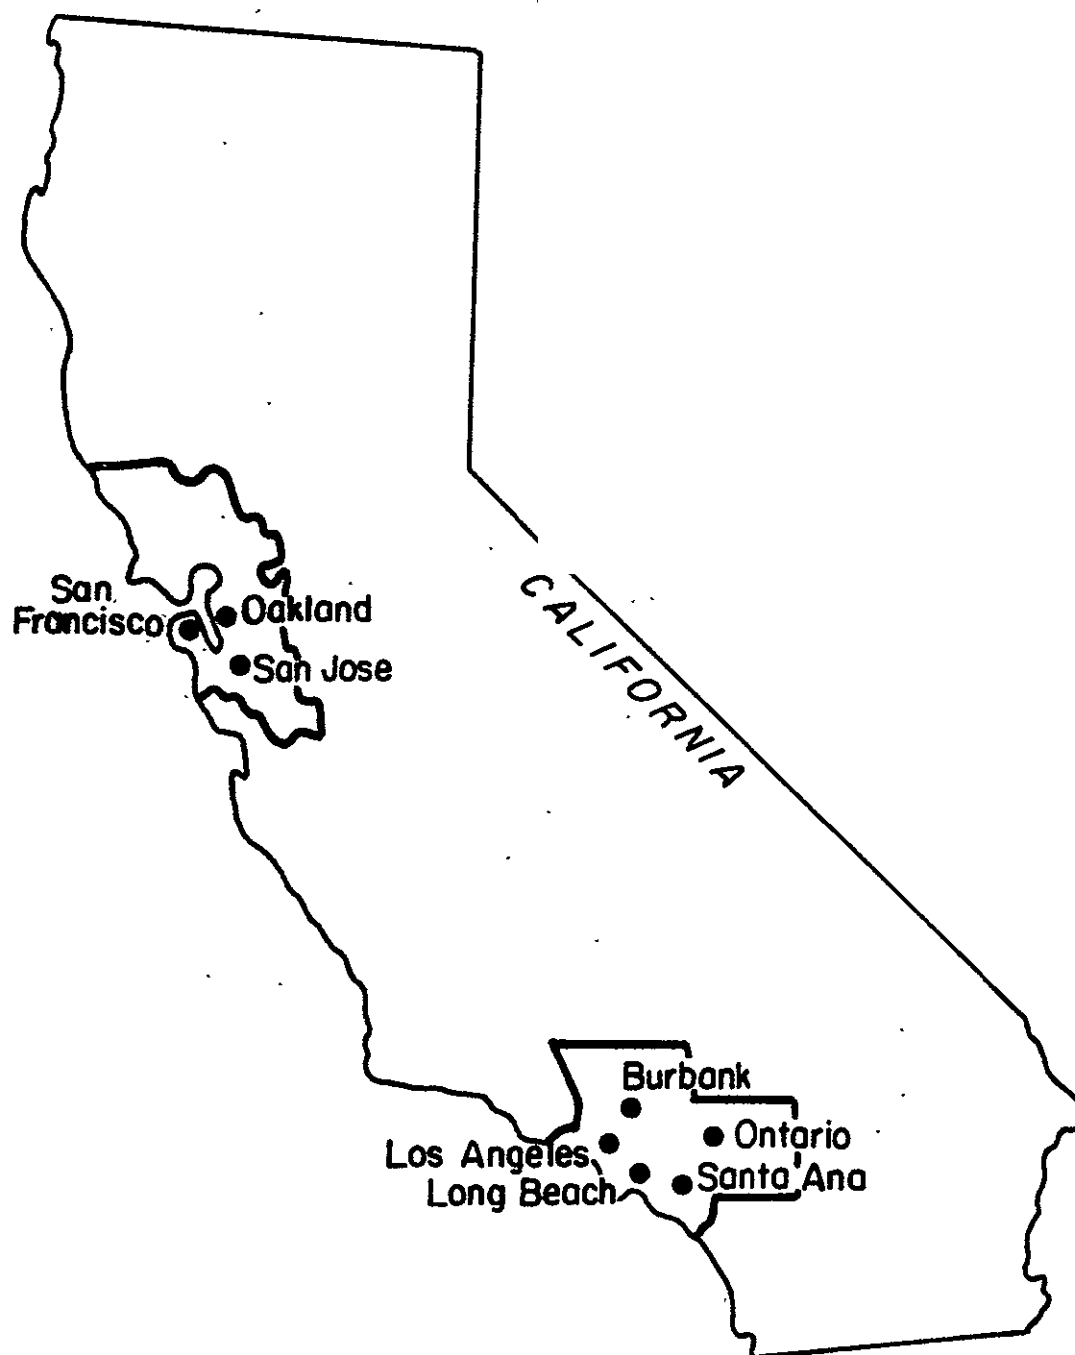 San
Francisco
Oakland
San Jose
CALIFORNIA
Burbank
Ontario
Los Angeles
Santa Ana
Long Beach